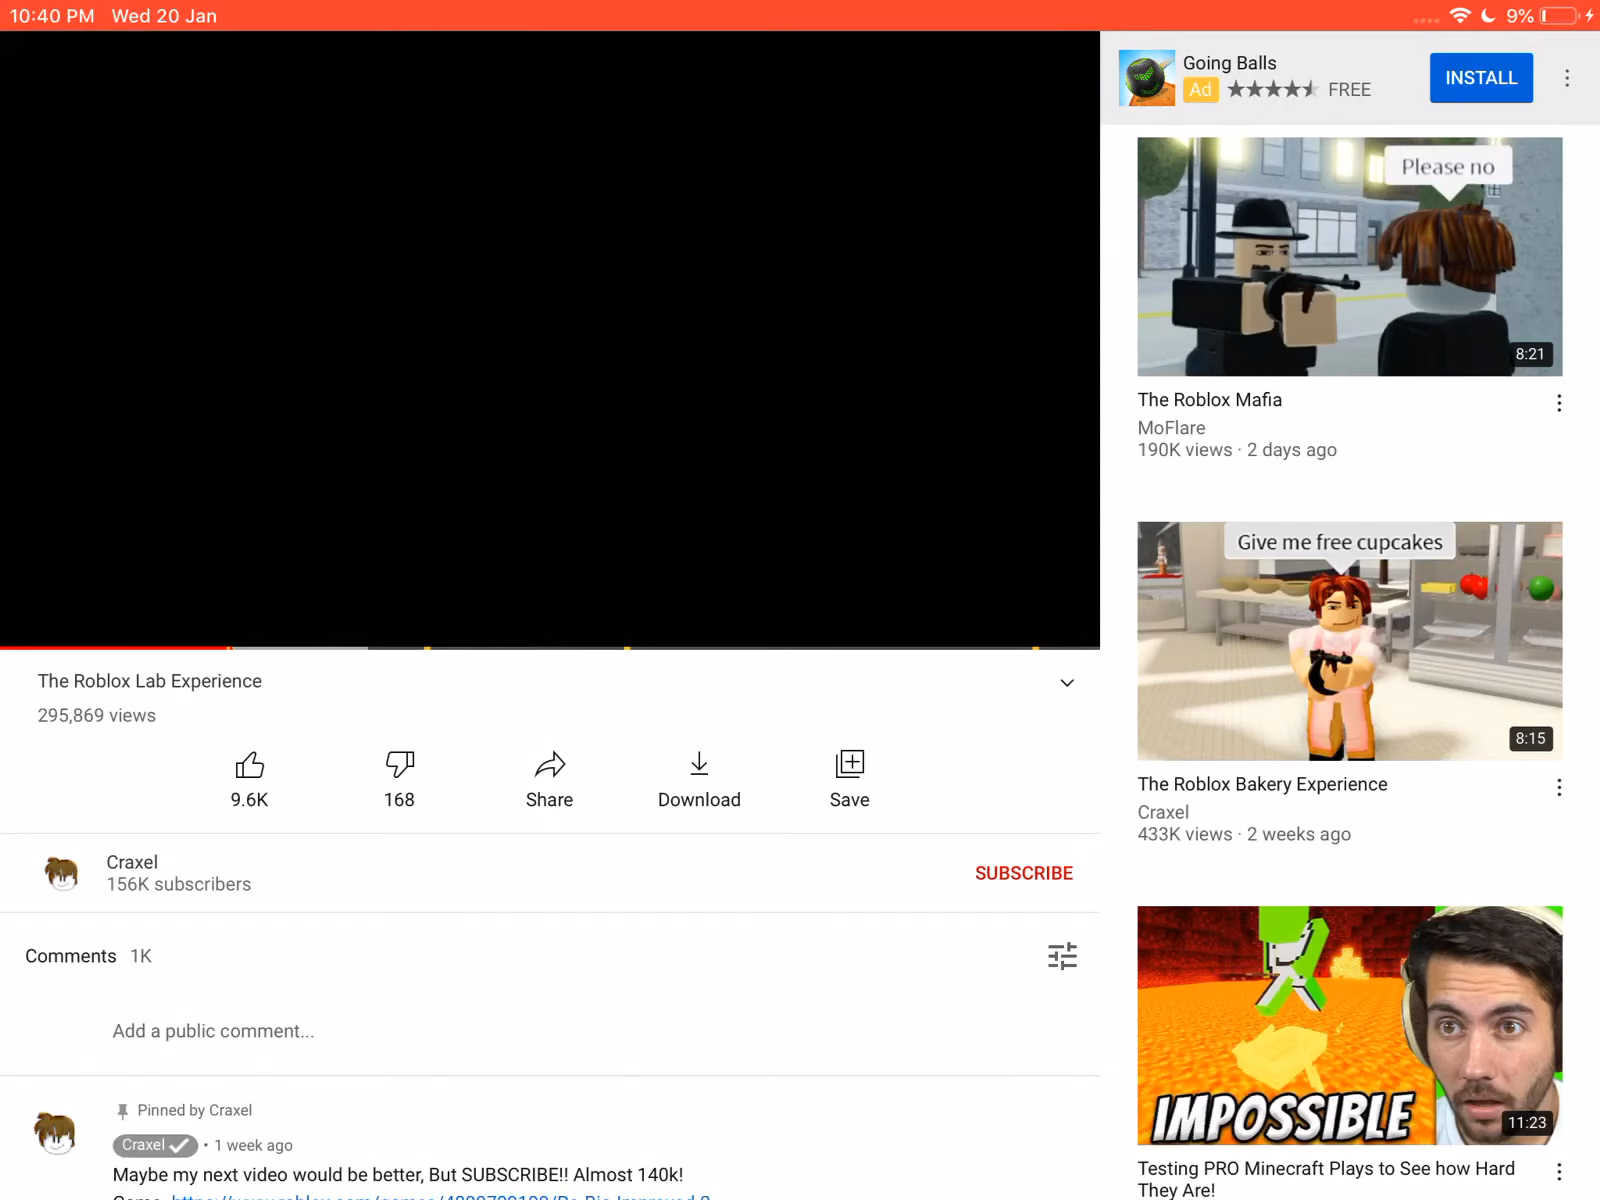 10:40 PM Wed 20 Jan
9%
Going Balls
Ad FREE
INSTALL
Please no
8:21
The Roblox Mafia
MoFlare
190K views · 2 days ago
Give me free cupcakes
8:15
The Roblox Bakery Experience
Craxel
433K views · 2 weeks ago
IMPOSSIBLE
11:23
Testing PRO Minecraft Plays to See how Hard
They Are!
The Roblox Lab Experience
295,869 views
9.6K
168
Share
Download
Save
Craxel
156K subscribers
SUBSCRIBE
Comments 1K
Add a public comment...
Pinned by Craxel
Craxel • 1 week ago
Maybe my next video would be better, But SUBSCRIBE!! Almost 140k!